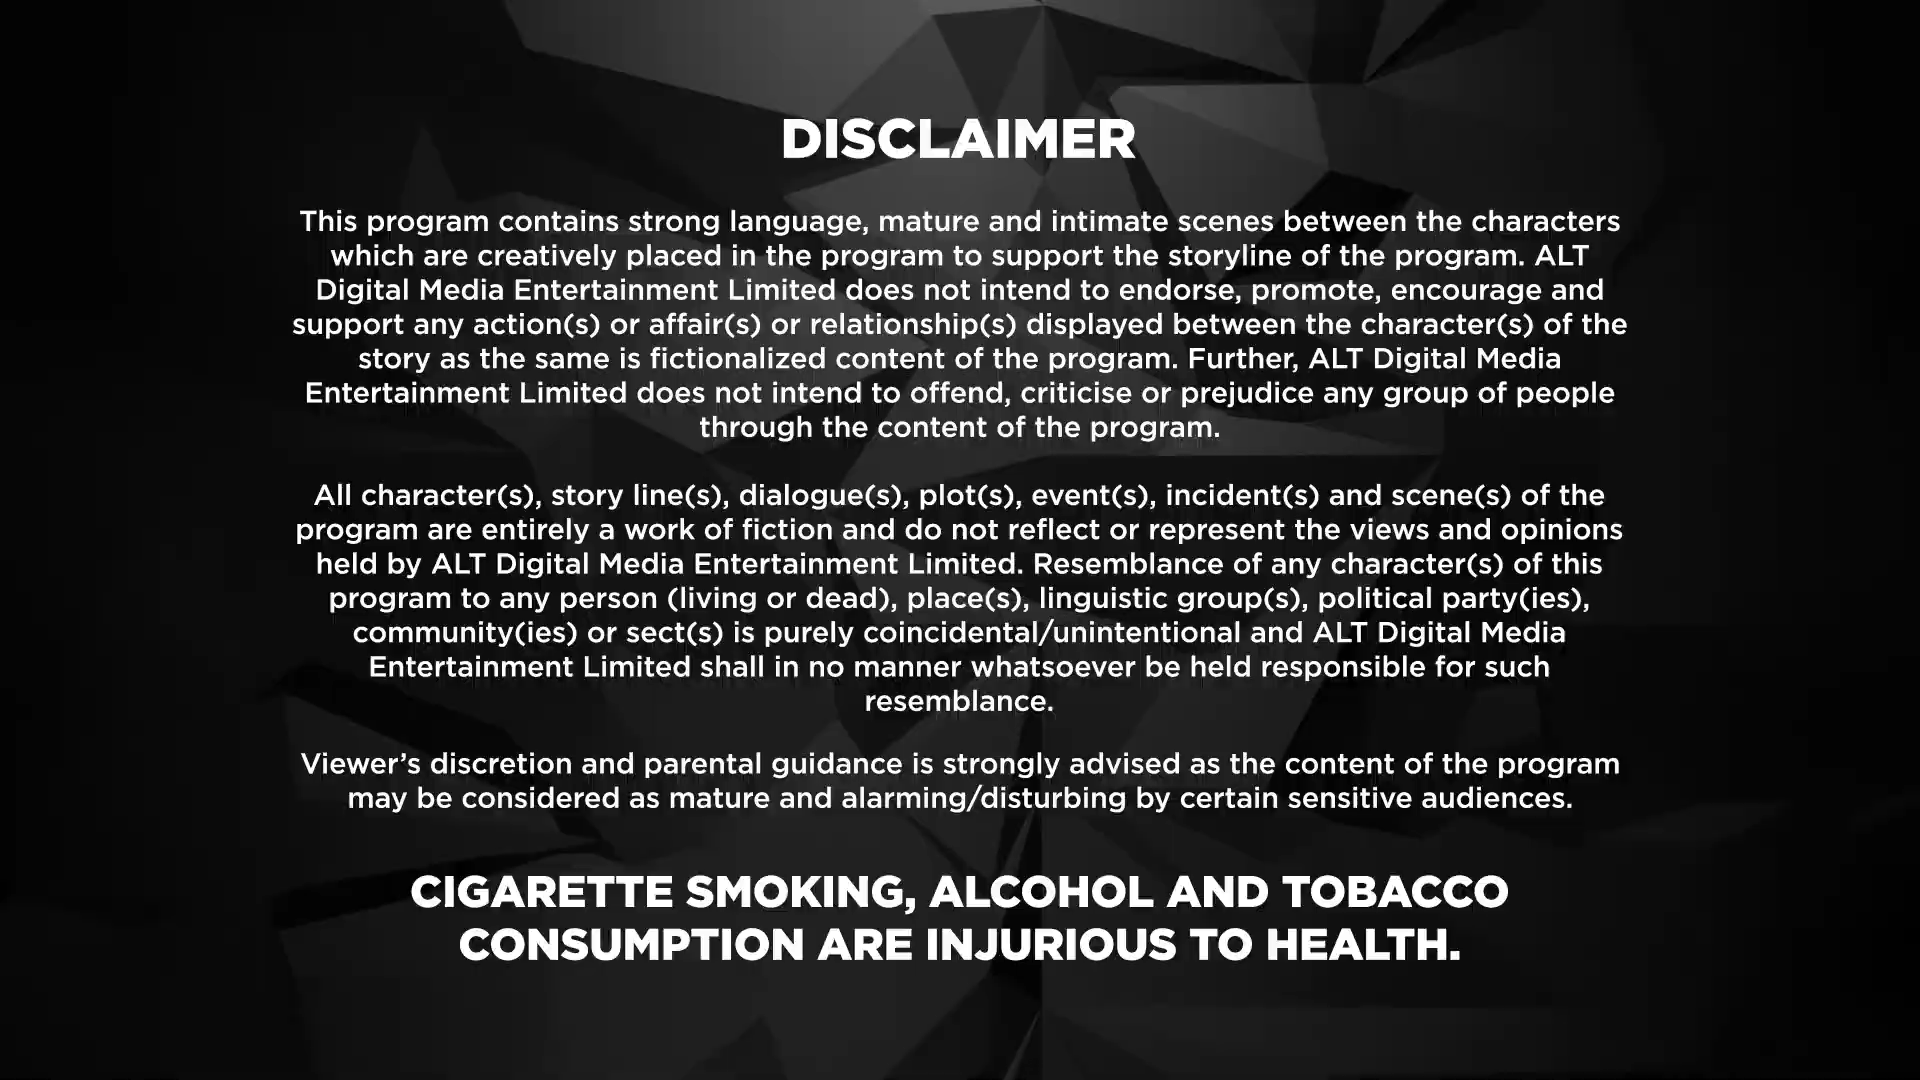 DISCLAIMER
This program contains strong language, mature and intimate scenes between the characters
which are creatively placed in the program to support the storyline of the program. ALT
Digital Media Entertainment Limited does not intend to endorse, promote, encourage and
support any action(s) or affair(s) or relationship(s) displayed between the character(s) of the
story as the same is fictionalized content of the program. Further, ALT Digital Media
Entertainment Limited does not intend to offend, criticise or prejudice any group of people
through the content of the program.
All character(s), story line(s), dialogue(s), plot(s), event(s), incident(s) and scene(s) of the
program are entirely a work of fiction and do not reflect or represent the views and opinions
held by ALT Digital Media Entertainment Limited. Resemblance of any character(s) of this
program to any person (living or dead), place(s), linguistic group(s), political party(ies),
community(ies) or sect(s) is purely coincidental/unintentional and ALT Digital Media
Entertainment Limited shall in no manner whatsoever be held responsible for such
resemblance.
Viewer’s discretion and parental guidance is strongly advised as the content of the program
may be considered as mature and alarming/disturbing by certain sensitive audiences.
CIGARETTE SMOKING, ALCOHOL AND TOBACCO
CONSUMPTION ARE INJURIOUS TO HEALTH.